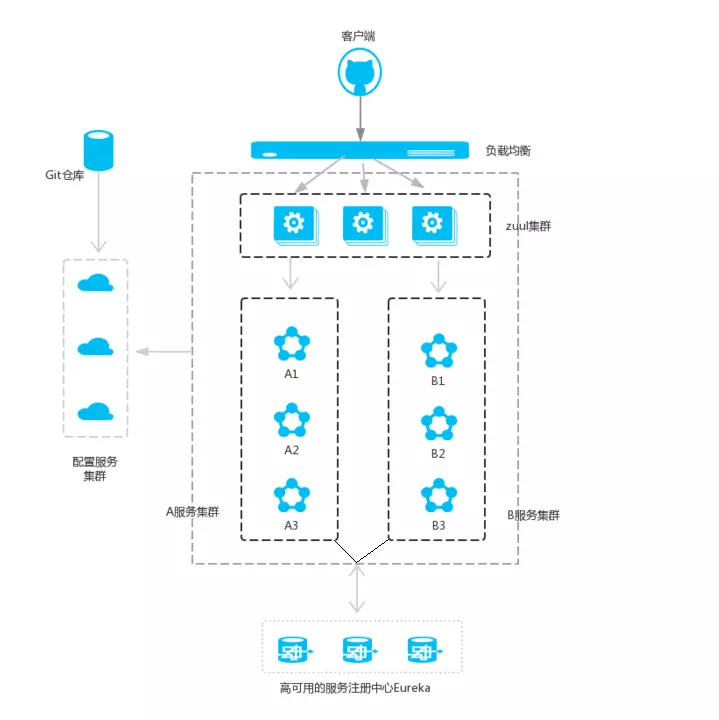 客户端
负载均衡
Git仓库
zuul集群
A1
B1
A2
B2
配置服务
集群
A服务集群
B服务集群
A3
B3
高可用的服务注册中心Eureka